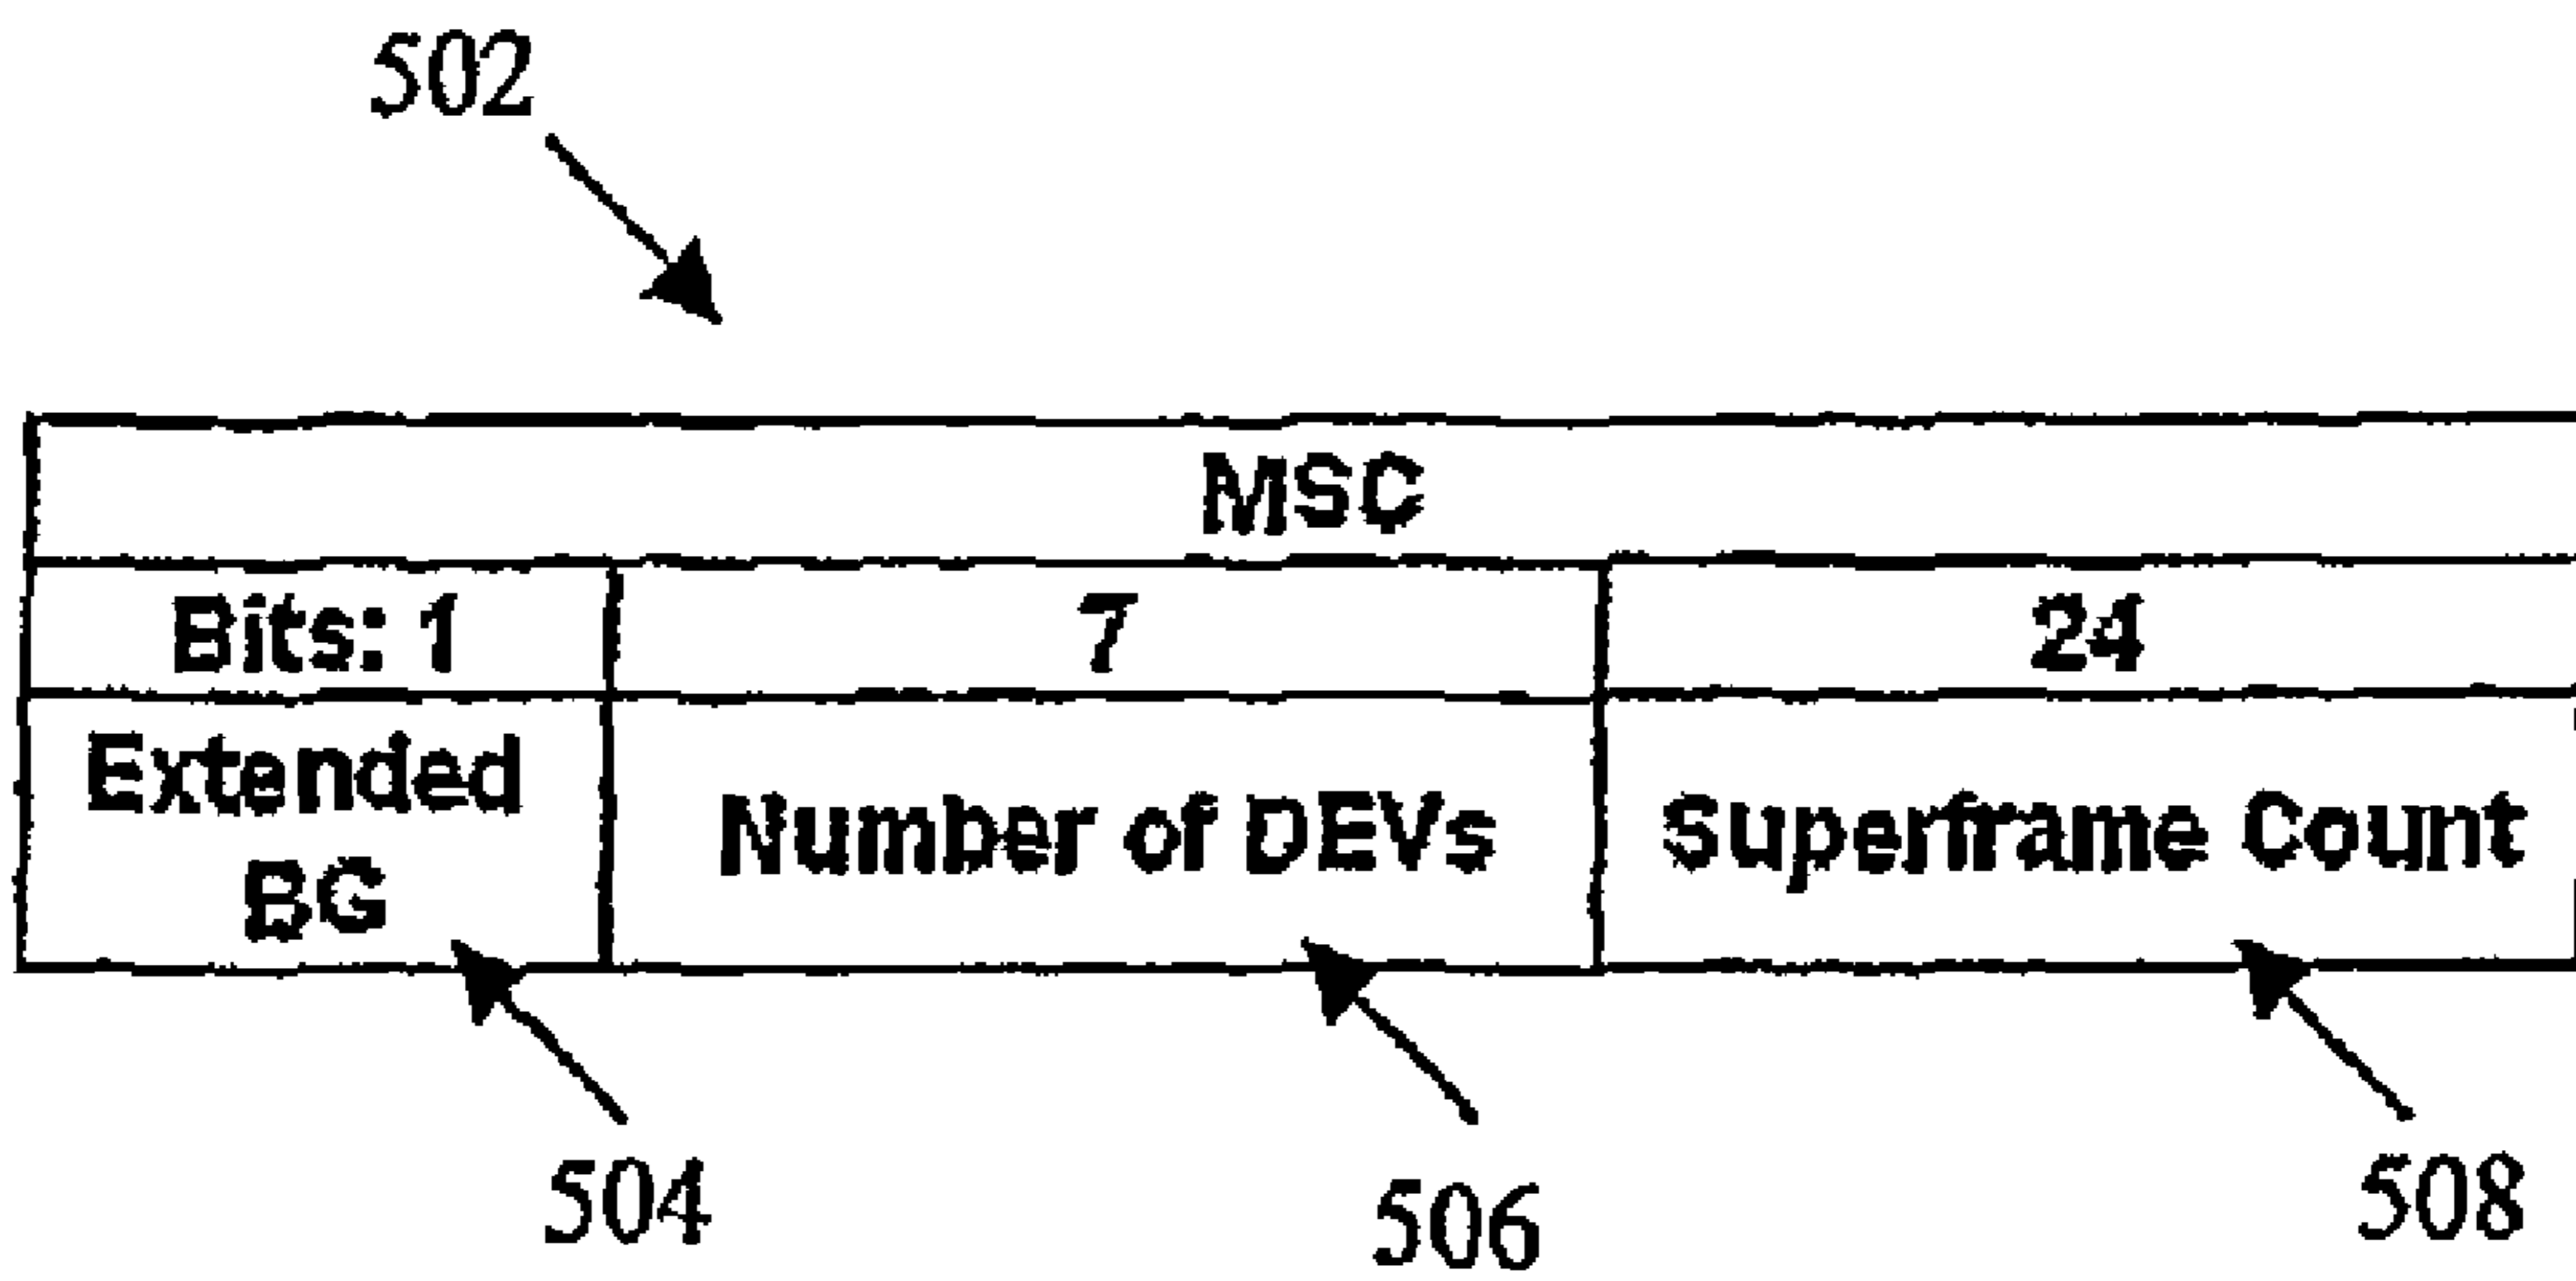 502
MSC
Bits: 1 7 24
Extended BG Number of DEVs Superframe Count
504 506 508